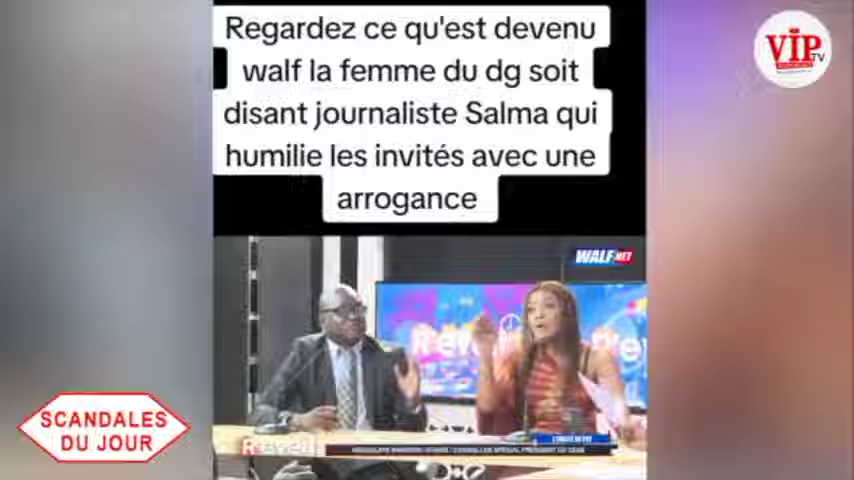 Regardez ce qu'est devenu
walf la femme du dg soit
disant journaliste Salma qui
humilie les invités avec une
arrogance
VIP
TV
WALF NET
SCANDALES
DU JOUR